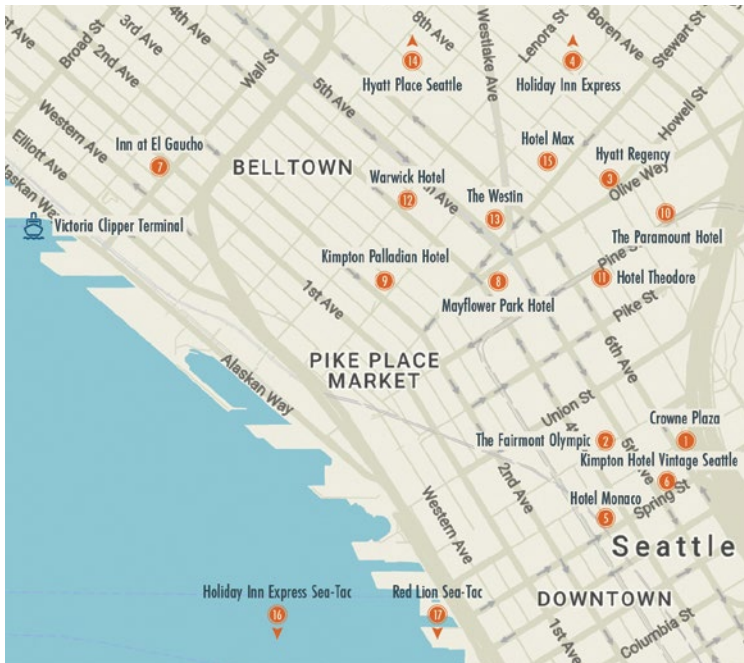 4th Ave
8th Ave
Westlake Ave
Lenora St
Boren Ave
Stewart St
Broad St
3rd Ave
2nd Ave
Wall St
5th Ave
14
Hyatt Place Seattle
4
Holiday Inn Express
Howell St
Western Ave
Elliott Ave
Inn at El Gaucho
7
BELLTOWN
Hotel Max
15
Hyatt Regency
3
Olive Way
Warwick Hotel
12
The Westin
13
10
The Paramount Hotel
Victoria Clipper Terminal
Kimpton Palladian Hotel
9
8
Mayflower Park Hotel
Pine St
11
Hotel Theodore
Pike St
1st Ave
6th Ave
PIKE PLACE
MARKET
Alaskan Way
Union St
Crowne Plaza
1
The Fairmont Olympic
2
5th Ave
Kimpton Hotel Vintage Seattle
6
2nd Ave
Hotel Monaco
5
Spring St
Western Ave
Seattle
Holiday Inn Express Sea-Tac
16
Red Lion Sea-Tac
17
DOWNTOWN
1st Ave
Columbia St